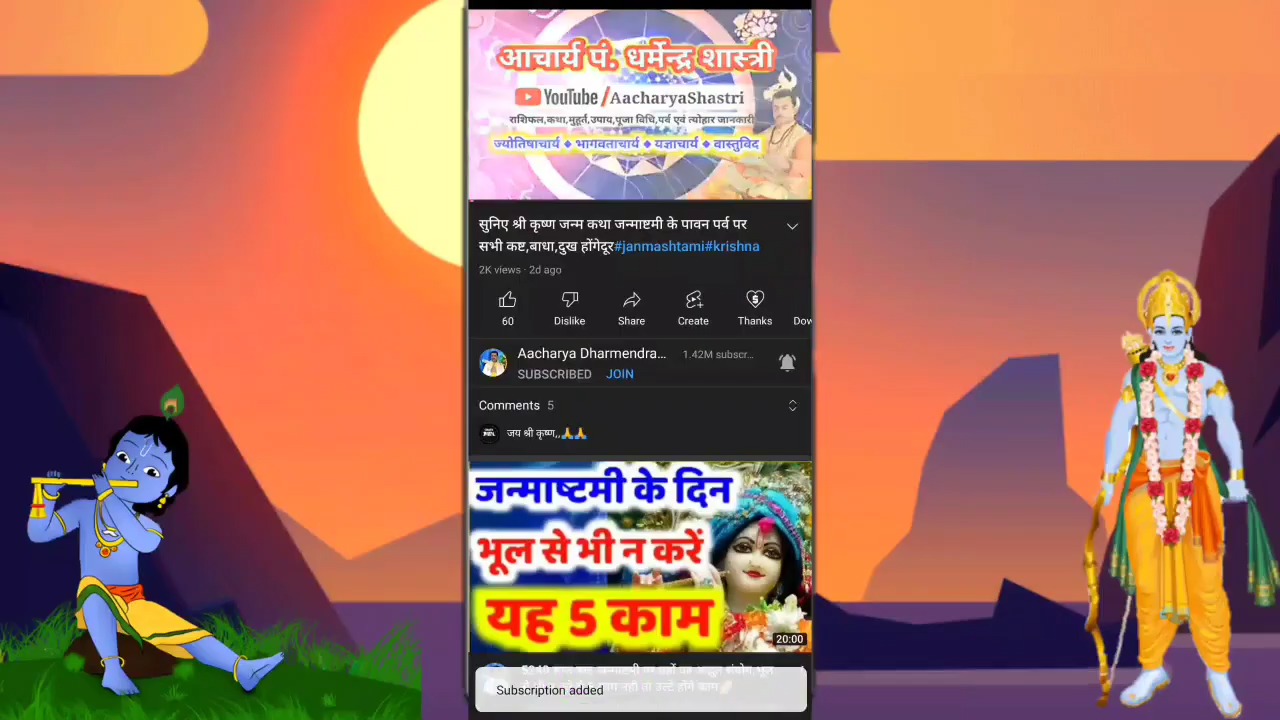 आचार्य पं. धर्मेन्द्र शास्त्री
YouTube /AacharyaShastri
राशिफल,कथा,मुहूर्त,उपाय,पूजा विधि,पर्व एवं त्योहार जानकारी
ज्योतिषाचार्य ◆ भागवताचार्य ◆ यज्ञाचार्य ◆ वास्तुविद
सुनिए श्री कृष्ण जन्म कथा जन्माष्टमी के पावन पर्व पर
सभी कष्ट,बाधा,दुख होंगेदूर#janmashtami#krishna
2K views · 2d ago
60 Dislike Share Create Thanks Dow
Aacharya Dharmendra... 1.42M subscr...
SUBSCRIBED JOIN
Comments 5
जय श्री कृष्ण,,🙏🙏
जन्माष्टमी के दिन
भूल से भी न करें
यह 5 काम
20:00
Subscription added